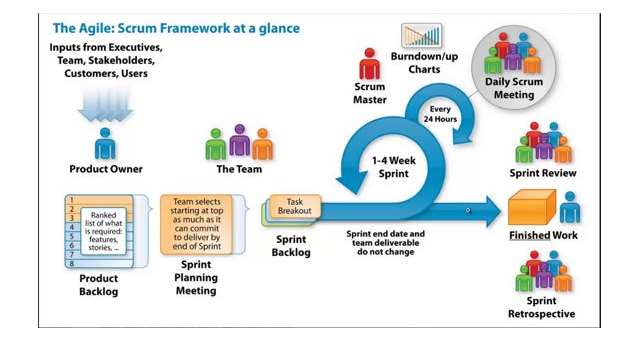 The Agile: Scrum Framework at a glance
Inputs from Executives,
Team, Stakeholders,
Customers, Users
Product Owner
The Team
Scrum
Master
Burndown/up
Charts
Every
24 Hours
Daily Scrum
Meeting
1-4 Week
Sprint
Sprint Review
1
2
3
4
5
6
7
8
Ranked
list of what
is required:
features,
stories, ...
Product
Backlog
Team selects
starting at top
as much as it
can commit
to deliver by
end of Sprint
Sprint
Planning
Meeting
Task
Breakout
Sprint
Backlog
Sprint end date and
team deliverable
do not change
Finished Work
Sprint
Retrospective